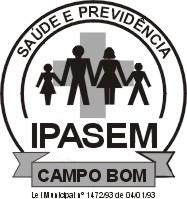 SAÚDE E PREVIDÊNCIA
IPASEM
CAMPO BOM
Lei Municipal nº 1472/93 de 04/01/93